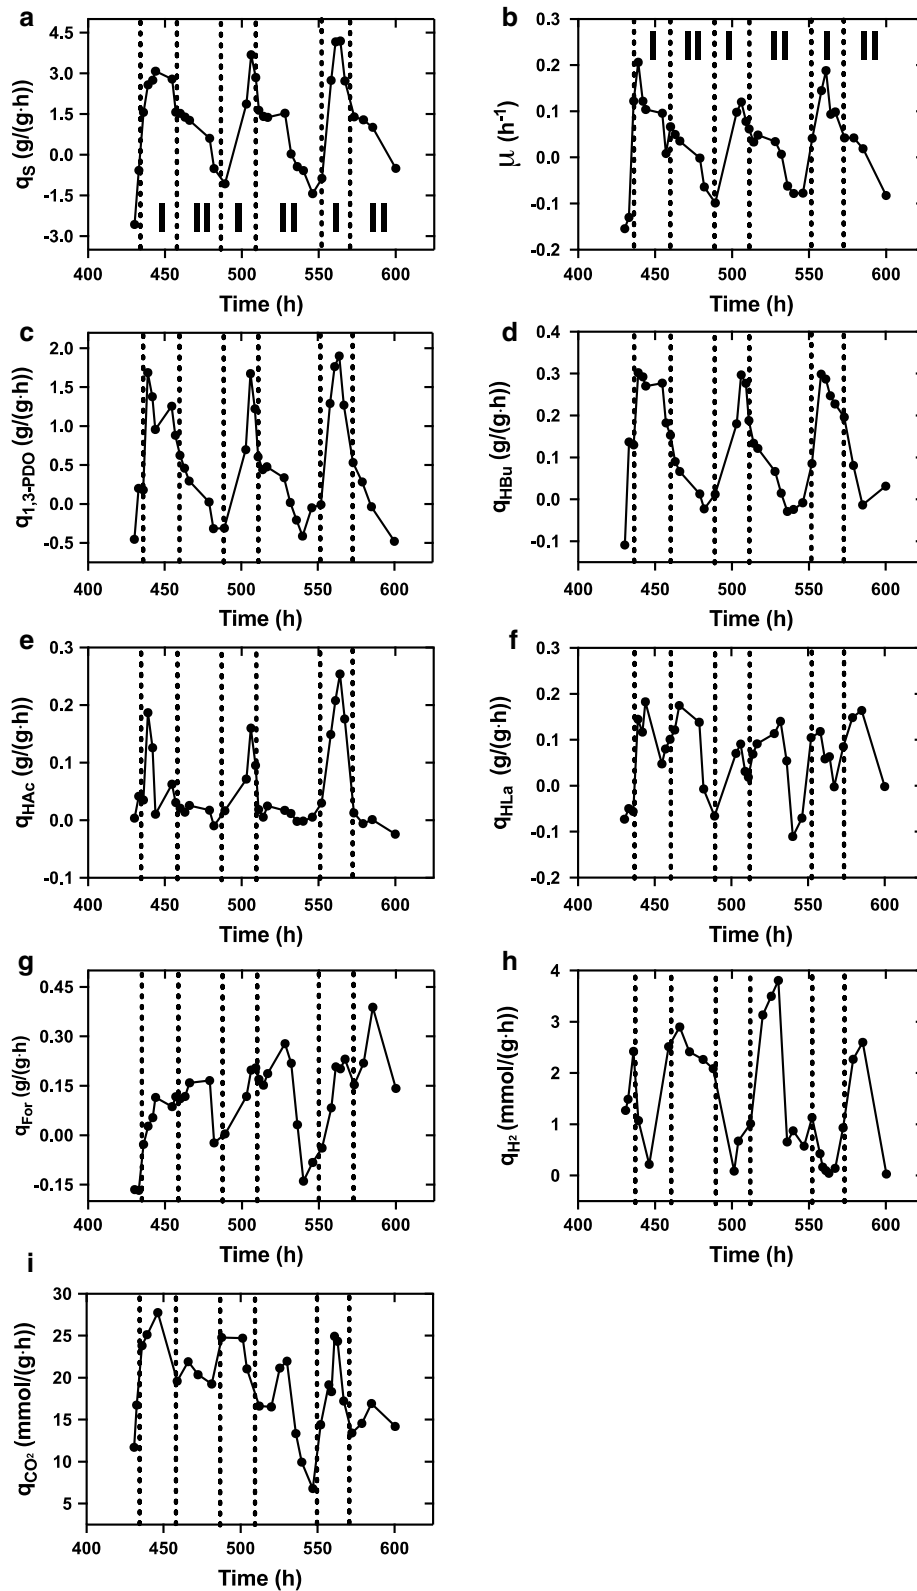 a
4.5
3.0
1.5
0.0
-1.5
-3.0
qS (g/(g·h))
I II I II I II
400 450 500 550 600
Time (h)
b
0.3
0.2
0.1
0.0
-0.1
-0.2
μ (h-1)
I II I II I II
400 450 500 550 600
Time (h)
c
2.0
1.5
1.0
0.5
0.0
-0.5
q1,3-PDO (g/(g·h))
400 450 500 550 600
Time (h)
d
0.4
0.3
0.2
0.1
0.0
-0.1
qHBu (g/(g·h))
400 450 500 550 600
Time (h)
e
0.3
0.2
0.1
0.0
-0.1
qHAc (g/(g·h))
400 450 500 550 600
Time (h)
f
0.3
0.2
0.1
0.0
-0.1
-0.2
qHLa (g/(g·h))
400 450 500 550 600
Time (h)
g
0.45
0.30
0.15
0.00
-0.15
qFor (g/(g·h))
400 450 500 550 600
Time (h)
h
4
3
2
1
0
qH2 (mmol/(g·h))
400 450 500 550 600
Time (h)
i
30
25
20
15
10
5
qCO2 (mmol/(g·h))
400 450 500 550 600
Time (h)